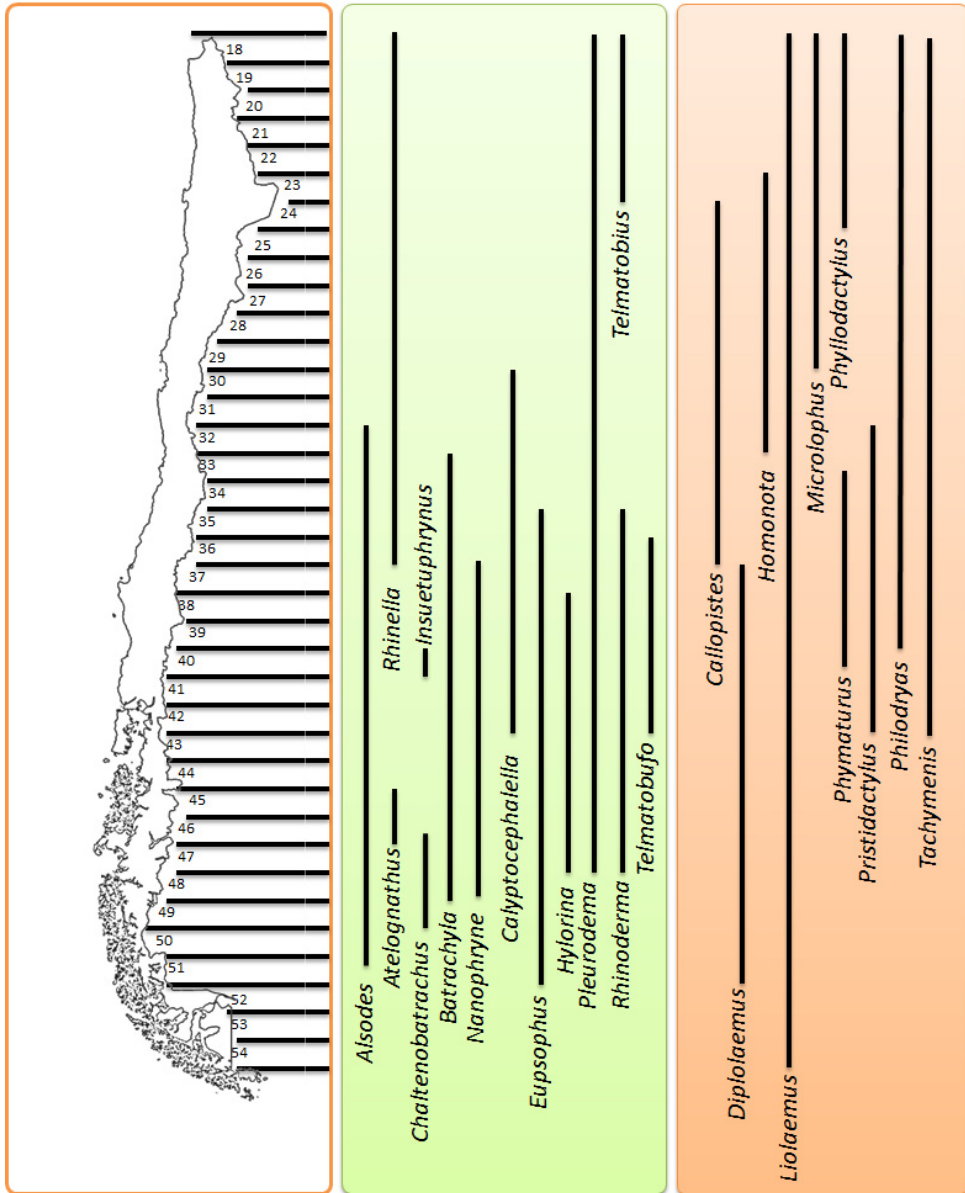 18
19
20
21
22
23
24
25
26
27
28
29
30
31
32
33
34
35
36
37
38
39
40
41
42
43
44
45
46
47
48
49
50
51
52
53
54
Alsodes
Rhinella
Atelognathus
Insuetuphrynus
Chaltenobatrachus
Batrachyla
Nanophryne
Calyptocephalella
Eupsophus
Hylorina
Pleurodema
Telmatobius
Rhinoderma
Telmatobufo
Callopistes
Diplolaemus
Homonota
Liolaemus
Microlophus
Phyllodactylus
Phymaturus
Pristidactylus
Philodryas
Tachymenis